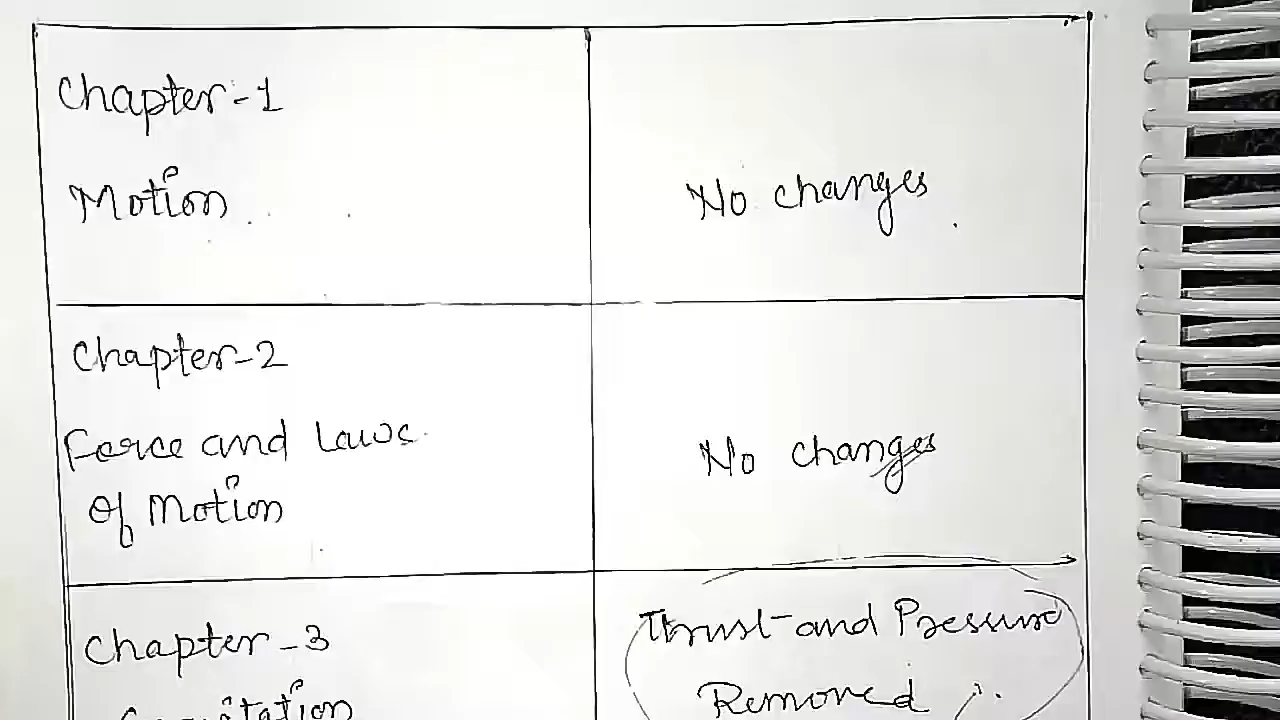 Chapter-1
Motion
No changes
Chapter-2
Force and Laws
of Motion
No changes
Chapter-3
Gravitation
Thrust and Pressure
Removed